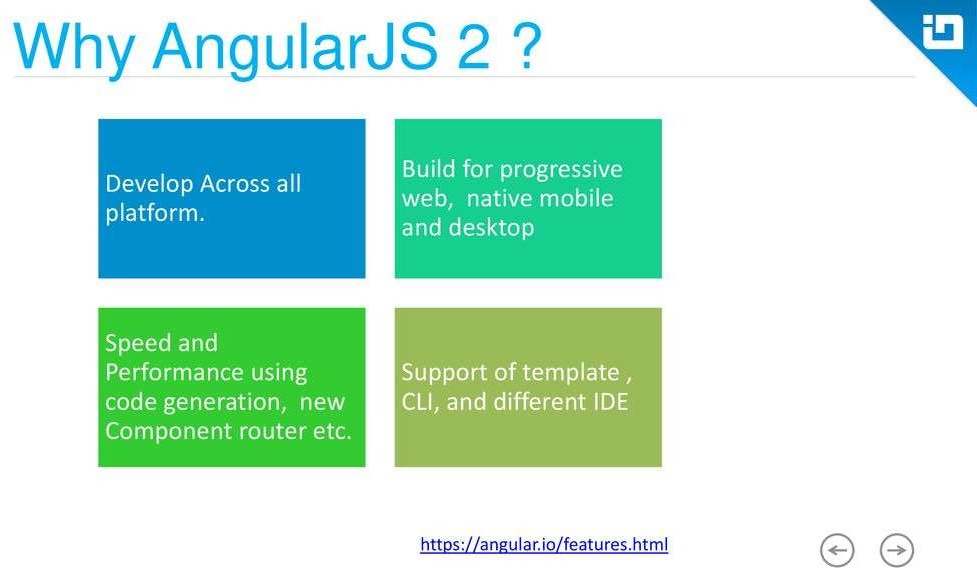 Why AngularJS 2 ?
Develop Across all
platform.
Build for progressive
web, native mobile
and desktop
Speed and
Performance using
code generation, new
Component router etc.
Support of template ,
CLI, and different IDE
https://angular.io/features.html